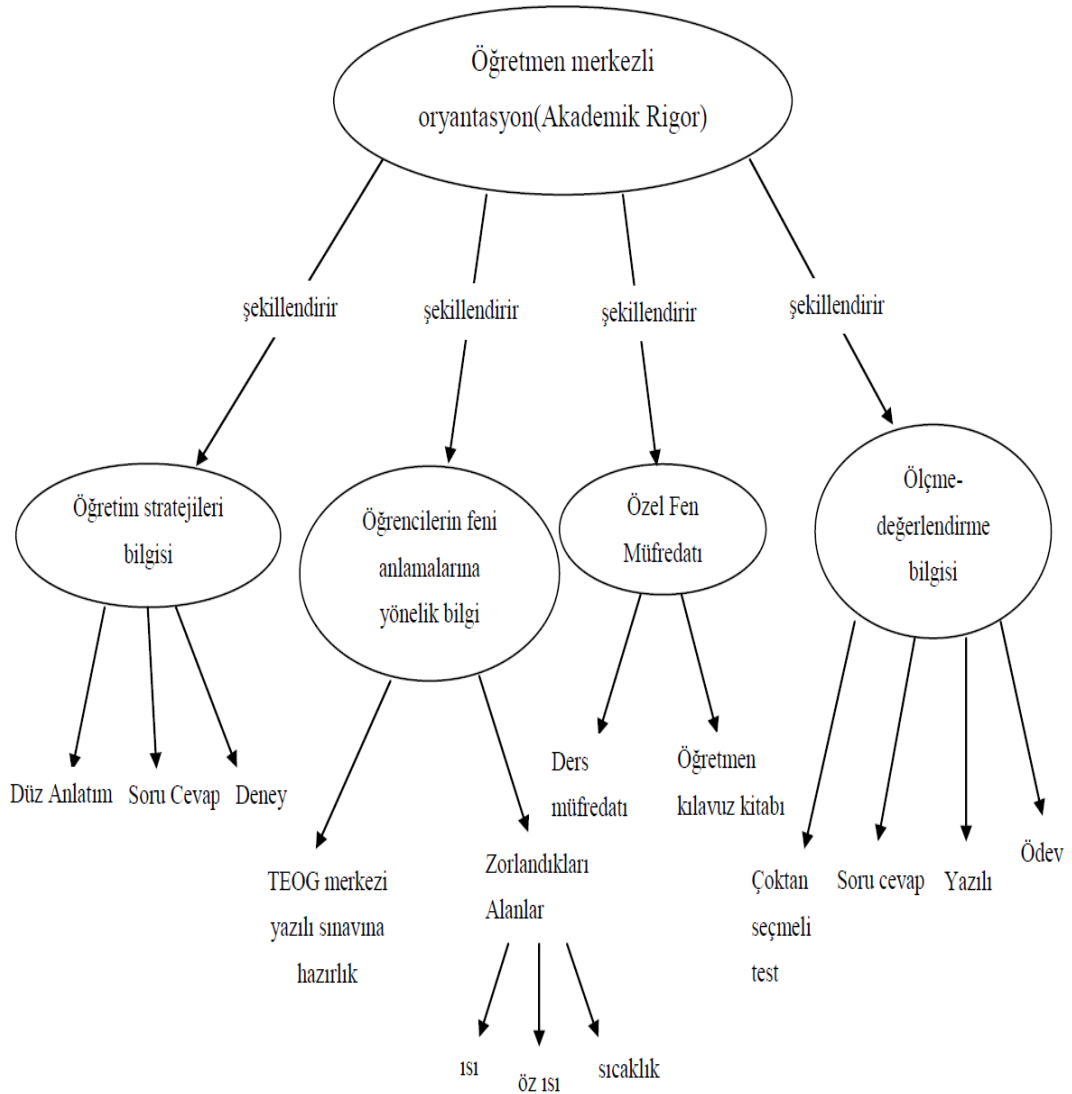 Öğretmen merkezli
oryantasyon(Akademik Rigor)
şekillendirir
şekillendirir
şekillendirir
şekillendirir
Öğretim stratejileri
bilgisi
Öğrencilerin feni
anlamalarına
yönelik bilgi
Özel Fen
Müfredatı
Ölçme-
değerlendirme
bilgisi
Düz Anlatım
Soru Cevap
Deney
TEOG merkezi
yazılı sınavına
hazırlık
Zorlandıkları
Alanlar
ısı
öz ısı
sıcaklık
Ders
müfredatı
Öğretmen
kılavuz kitabı
Çoktan
seçmeli
test
Soru cevap
Yazılı
Ödev